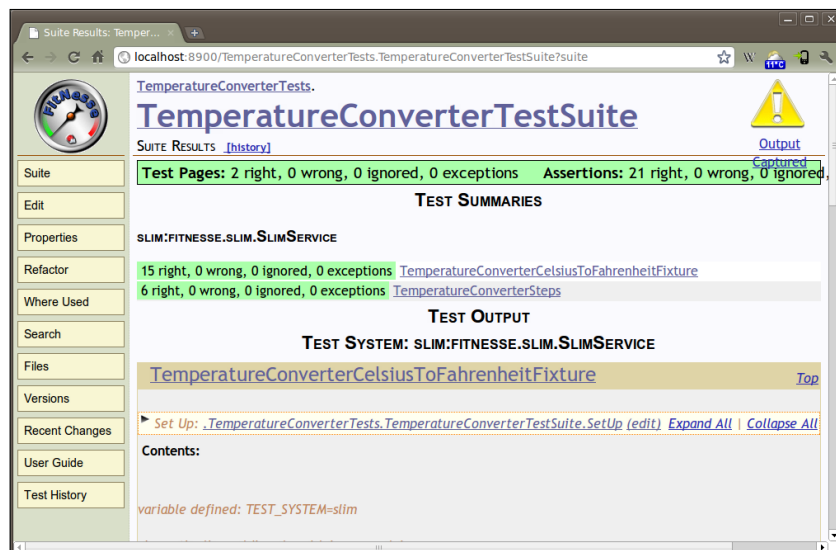 Suite Results: Temper...
localhost:8900/TemperatureConverterTests.TemperatureConverterTestSuite?suite
W
11°C
FitNesse
TemperatureConverterTests.
TemperatureConverterTestSuite
SUITE RESULTS [history]
Output
Captured
Suite
Edit
Properties
Refactor
Where Used
Search
Files
Versions
Recent Changes
User Guide
Test History
Test Pages: 2 right, 0 wrong, 0 ignored, 0 exceptions Assertions: 21 right, 0 wrong, 0 ignored,
TEST SUMMARIES
SLIM:FITNESSE.SLIM.SLIMSERVICE
15 right, 0 wrong, 0 ignored, 0 exceptions TemperatureConverterCelsiusToFahrenheitFixture
6 right, 0 wrong, 0 ignored, 0 exceptions TemperatureConverterSteps
TEST OUTPUT
TEST SYSTEM: SLIM:FITNESSE.SLIM.SLIMSERVICE
TemperatureConverterCelsiusToFahrenheitFixture Top
Set Up: .TemperatureConverterTests.TemperatureConverterTestSuite.SetUp (edit) Expand All | Collapse All
Contents:
variable defined: TEST_SYSTEM=slim